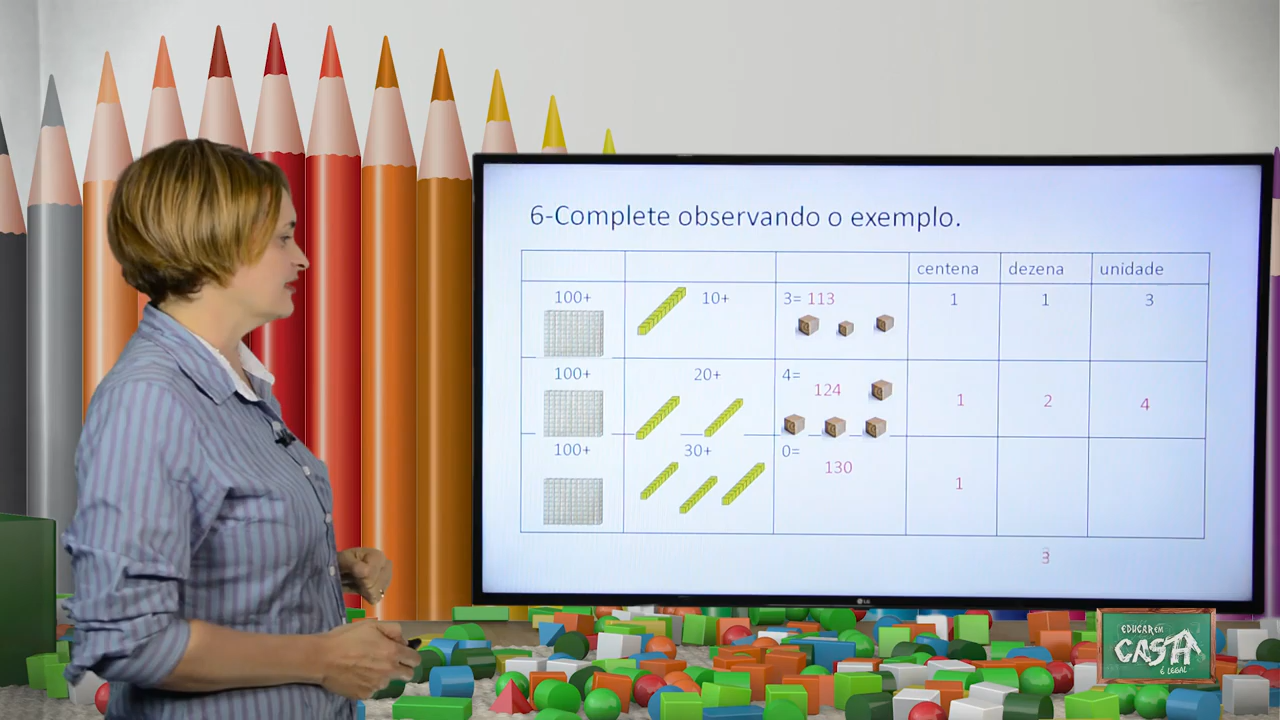 6-Complete observando o exemplo.
centena dezena unidade
100+ 10+ 3= 113 1 1 3
100+ 20+ 4= 124 1 2 4
100+ 30+ 0= 130 1
3
LG
EDUCAR EM
CASA
É LEGAL